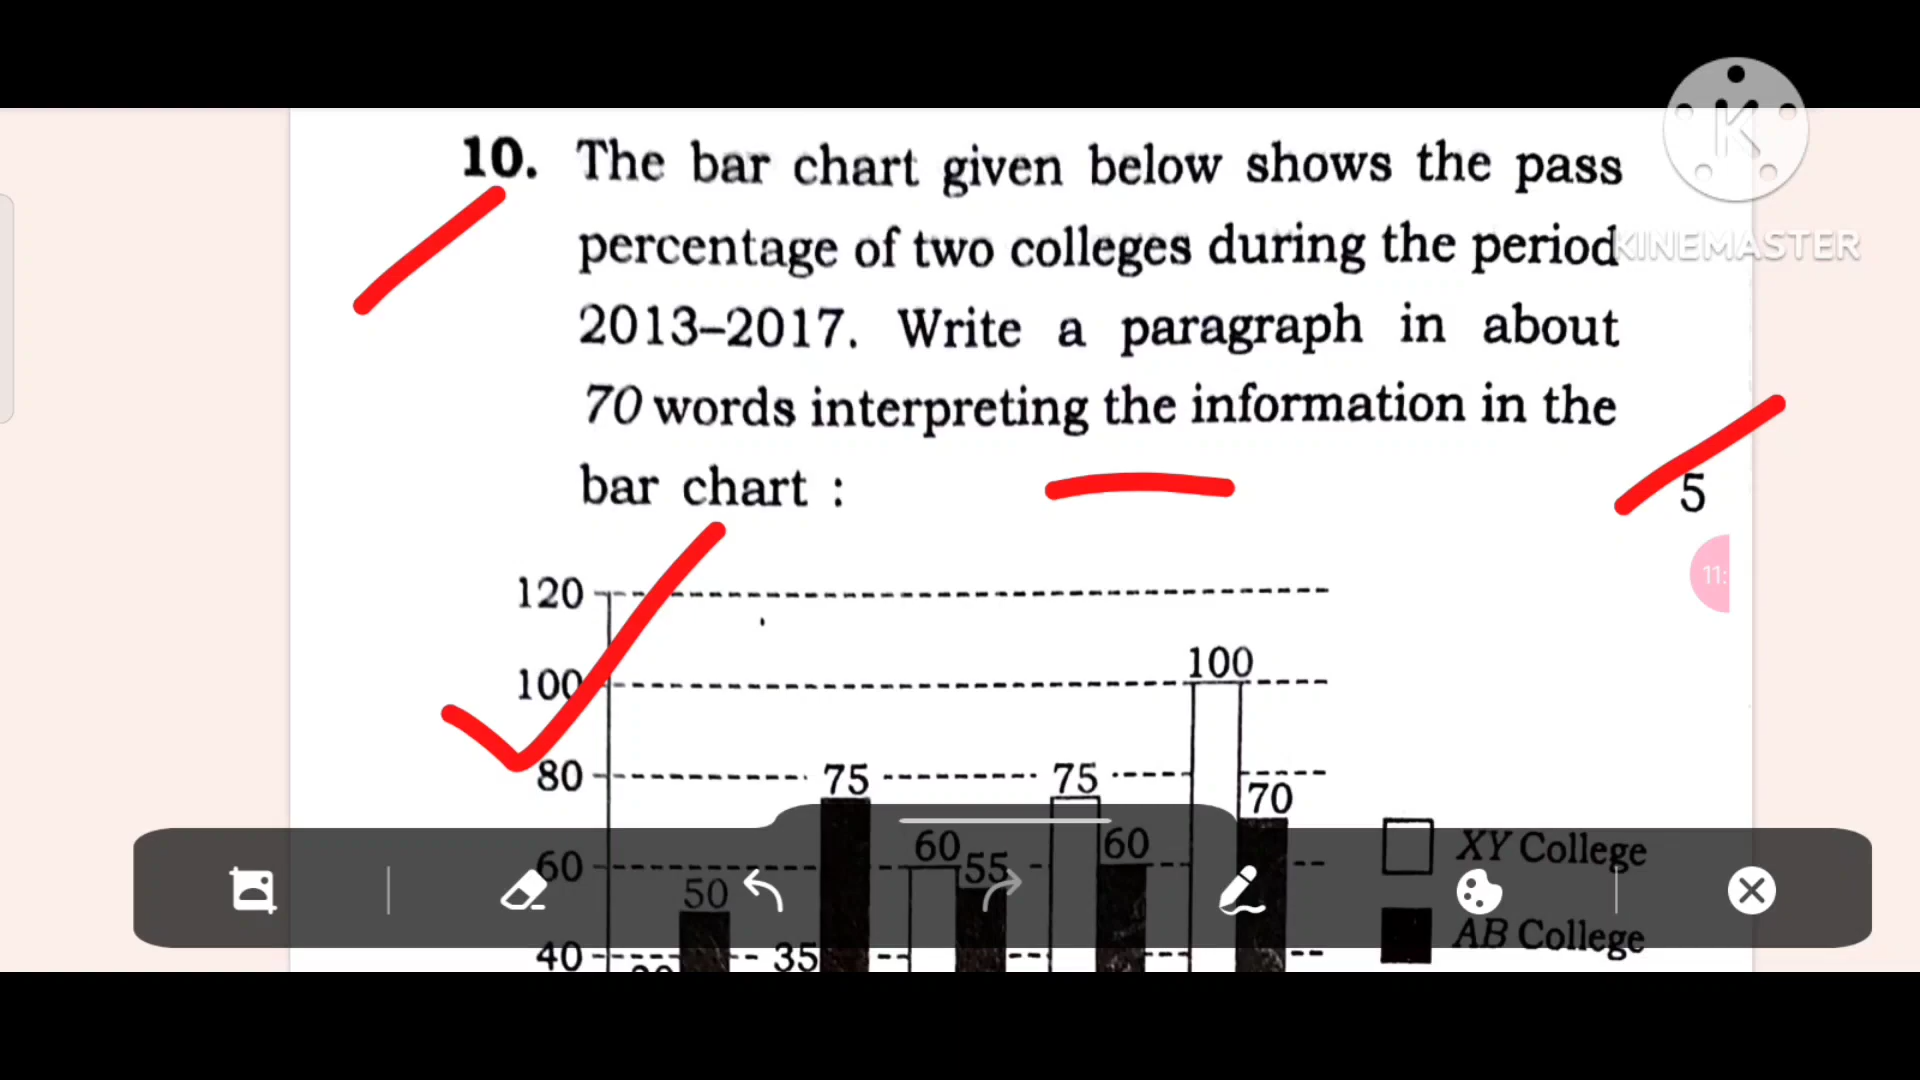 KINEMASTER
10. The bar chart given below shows the pass
percentage of two colleges during the period
2013–2017. Write a paragraph in about
70 words interpreting the information in the
bar chart :
5
11:
120
100
100
80
75
75
70
60
60
55
60
50
XY College
AB College
40
35